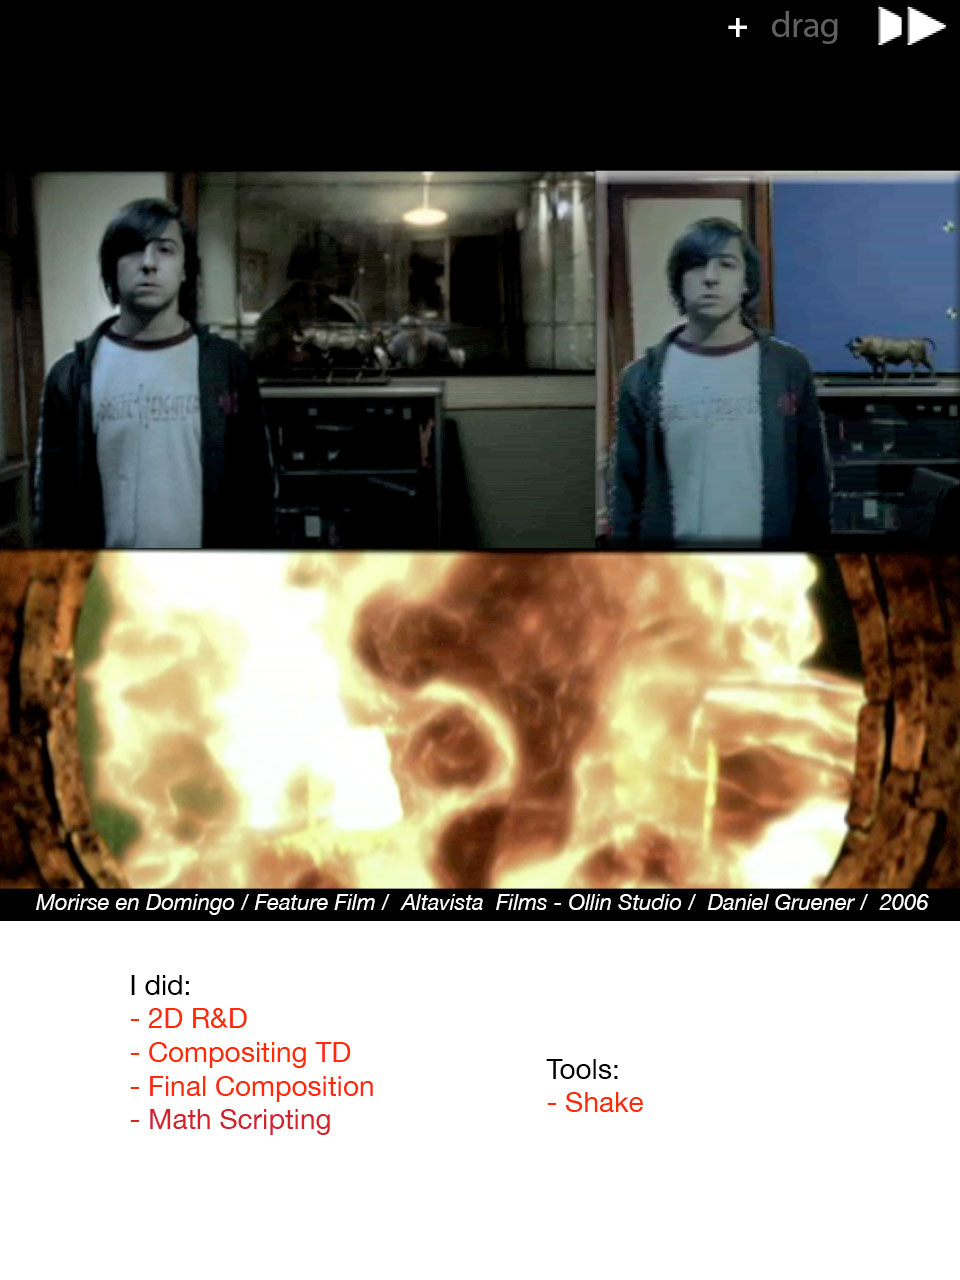 + drag
Morirse en Domingo / Feature Film / Altavista Films - Ollin Studio / Daniel Gruener / 2006
I did:
- 2D R&D
- Compositing TD
- Final Composition
- Math Scripting
Tools:
- Shake